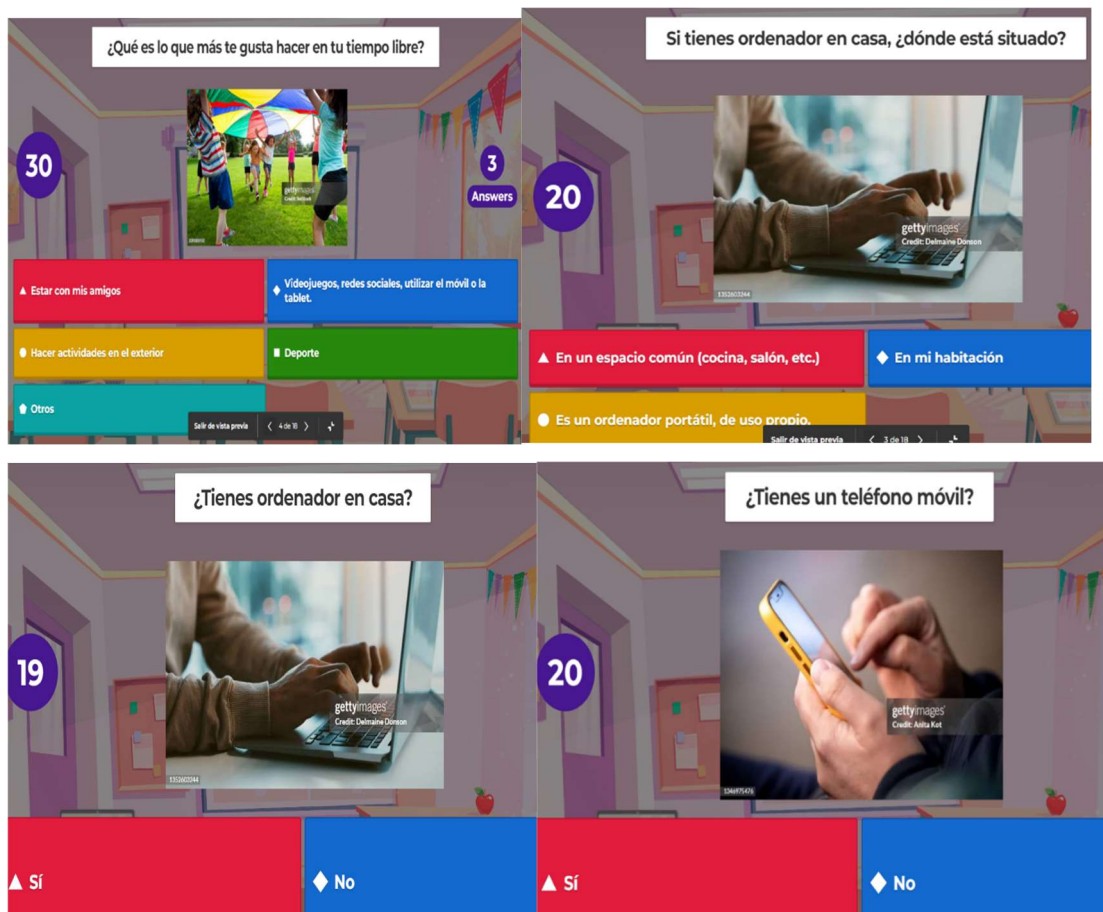 ¿Qué es lo que más te gusta hacer en tu tiempo libre?
30
gettyimages
3
Answers
Estar con mis amigos
Videojuegos, redes sociales, utilizar el móvil o la
tablet.
Hacer actividades en el exterior
Deporte
Otros
Salir de vista previa
4 de 18
Si tienes ordenador en casa, ¿dónde está situado?
20
gettyimages
Credit: Delmaine Donson
1352603244
En un espacio común (cocina, salón, etc.)
En mi habitación
Es un ordenador portátil, de uso propio.
Salir de vista previa
3 de 18
¿Tienes ordenador en casa?
19
gettyimages
Credit: Delmaine Donson
1352603244
Sí
No
¿Tienes un teléfono móvil?
20
gettyimages
Credit: Anita Kot
1346975476
Sí
No